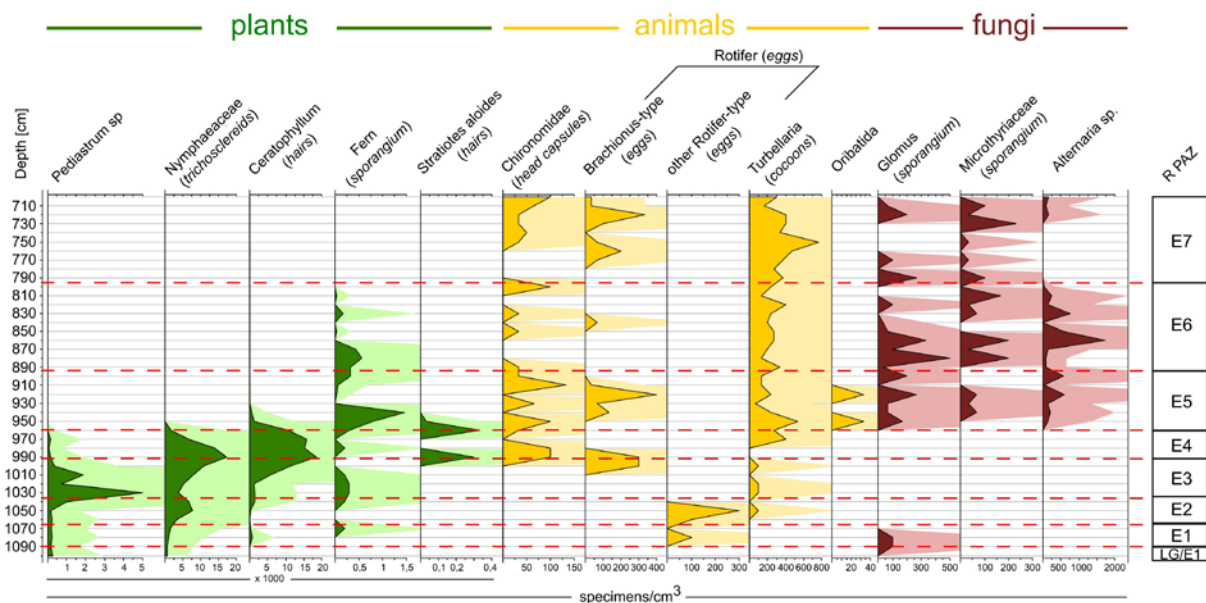 plants animals fungi
Rotifer (eggs)
Depth [cm]
Pediastrum sp
Nymphaeaceae
(trichosclereids)
Ceratophyllum
(hairs)
Fern
(sporangium)
Stratiotes aloides
(hairs)
Chironomidae
(head capsules)
Brachionus-type
(eggs)
other Rotifer-type
(eggs)
Turbellaria
(cocoons)
Oribatida
Glomus
(sporangium)
Microthyriaceae
(sporangium)
Alternaria sp.
R PAZ
710
730
750
770
790
810
830
850
870
890
910
930
950
970
990
1010
1030
1050
1070
1090
E7
E6
E5
E4
E3
E2
E1
LG/E1
1 2 3 4 5
5 10 15 20
5 10 15 20
0,5 1 1,5
0,1 0,2 0,4
50 100 150
100 200 300 400
100 200 300
200 400 600 800
20 40
100 300 500
100 200 300
500 1000 2000
x 1000
specimens/cm³